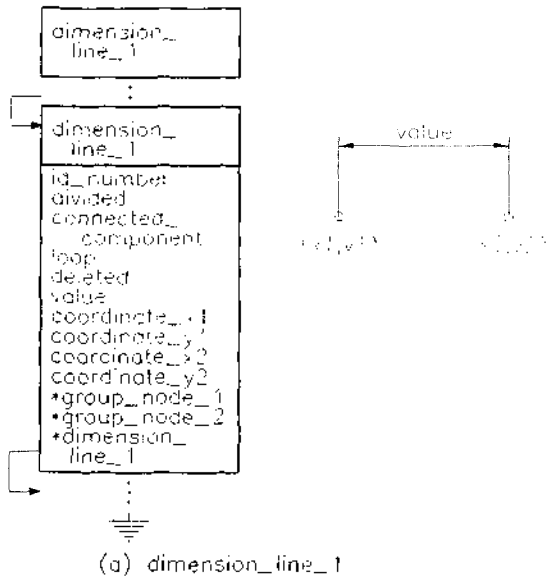 dimension_
line_1
dimension_
line_1
id_number
divided
connected_
component
loop
deleted
value
coordinate_x1
coordinate_y1
coordinate_x2
coordinate_y2
*group_node_1
*group_node_2
*dimension_
line_1
value
(a) dimension_line_1